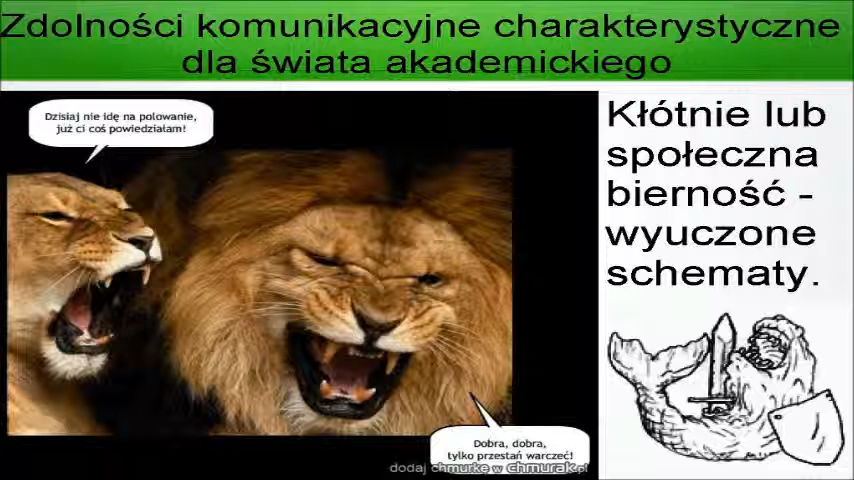 Zdolności komunikacyjne charakterystyczne
dla świata akademickiego
Dzisiaj nie idę na polowanie,
już ci coś powiedziałam!
Kłótnie lub
społeczna
bierność -
wyuczone
schematy.
Dobra, dobra,
tylko przestań warczeć!
dodaj chmurkę w chmurak.pl